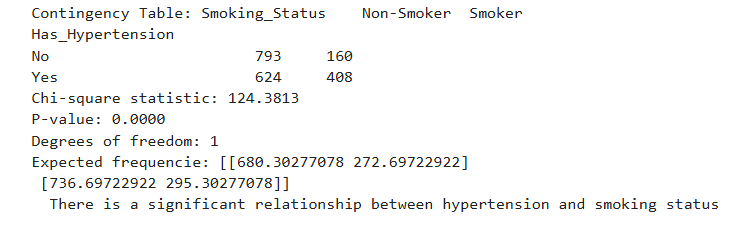 Contingency Table: Smoking_Status    Non-Smoker  Smoker
Has_Hypertension
No                          793     160
Yes                         624     408
Chi-square statistic: 124.3813
P-value: 0.0000
Degrees of freedom: 1
Expected frequencie: [[680.30277078 272.69722922]
 [736.69722922 295.30277078]]
  There is a significant relationship between hypertension and smoking status